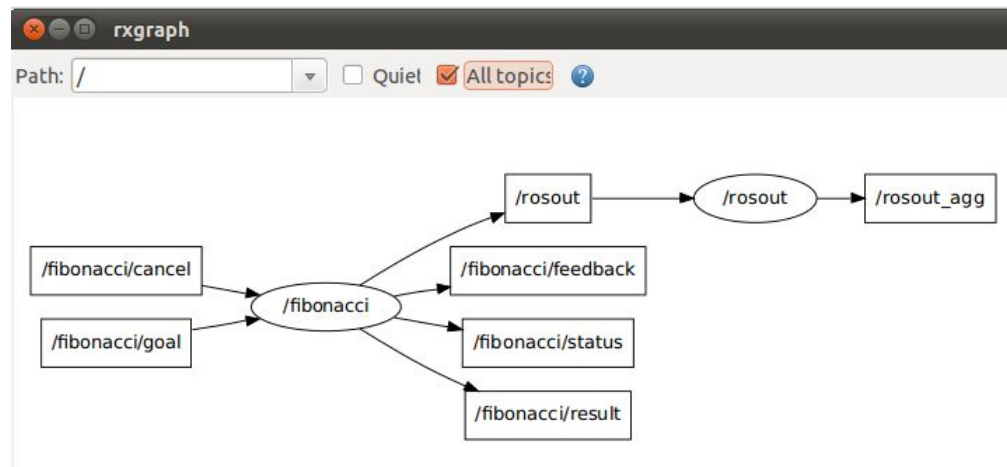 rxgraph
Path: / Quiet All topics ?
/rosout /rosout /rosout_agg
/fibonacci/cancel /fibonacci/feedback
/fibonacci
/fibonacci/goal /fibonacci/status
/fibonacci/result